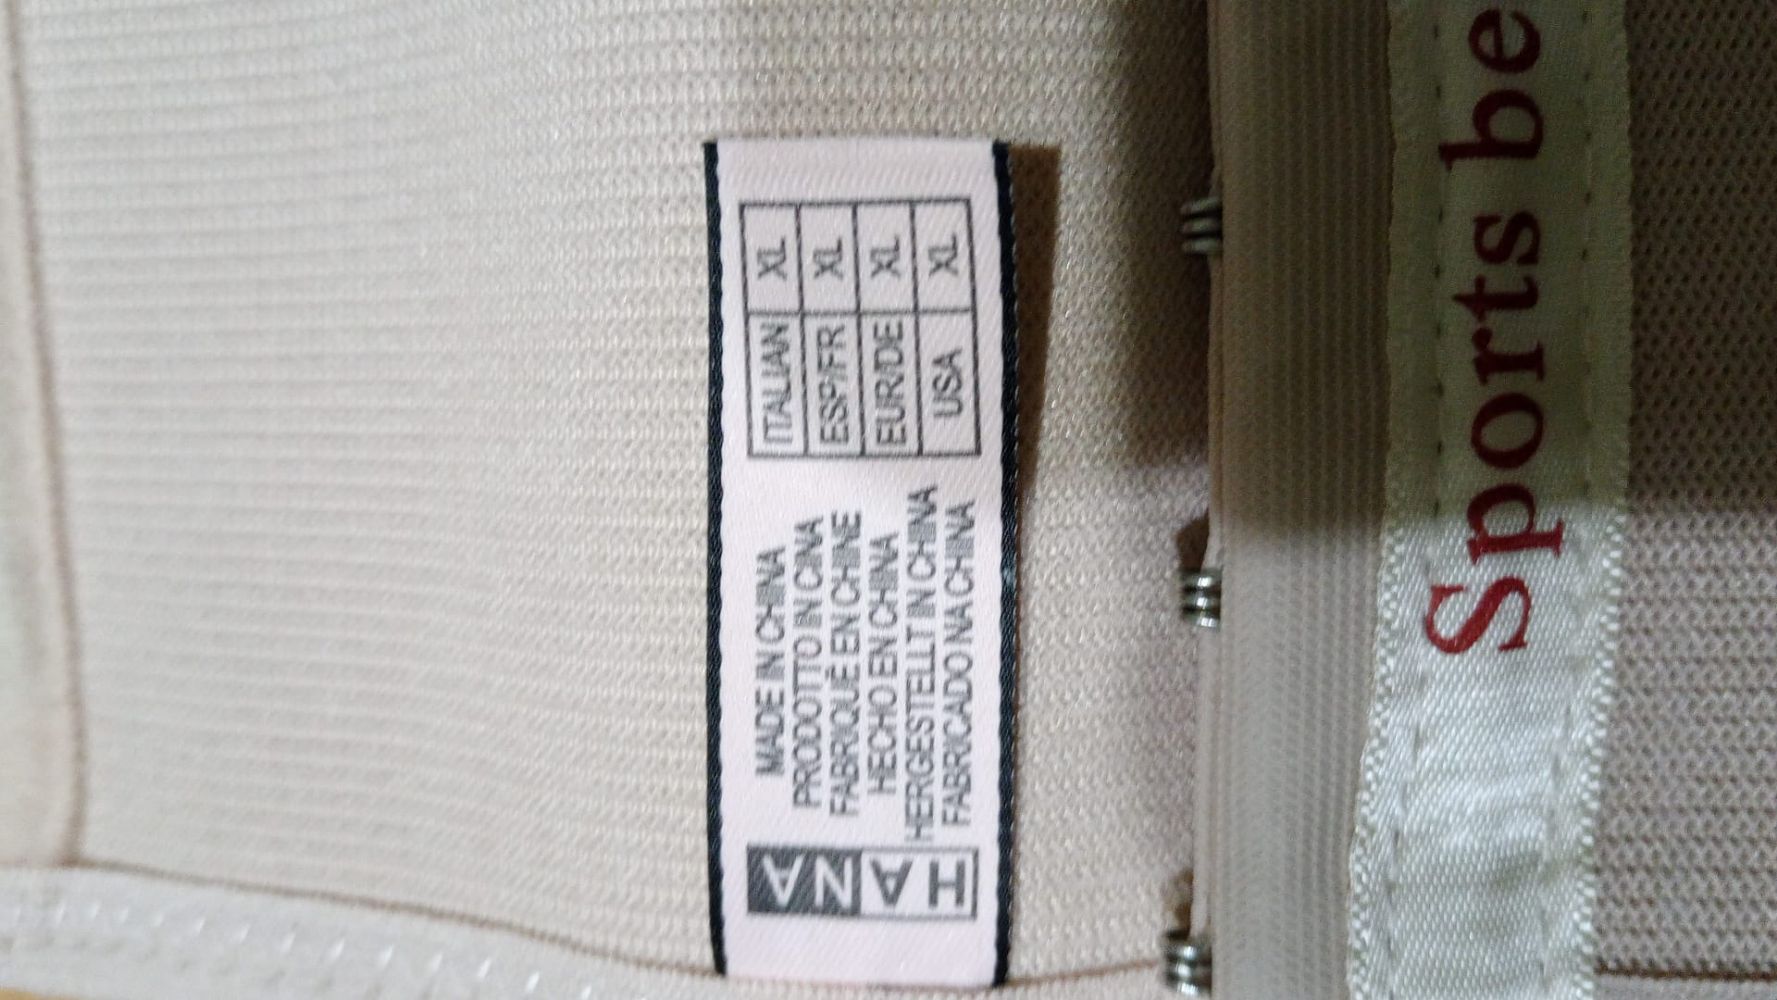 MADE IN CHINA
PRODOTTO IN CINA
FABRIQUÉ EN CHINE
HECHO EN CHINA
HERGESTELLT IN CHINA
FABRICADO NA CHINA
ITALIAN XL
ESP/FR XL
EUR/DE XL
USA XL
Sports be